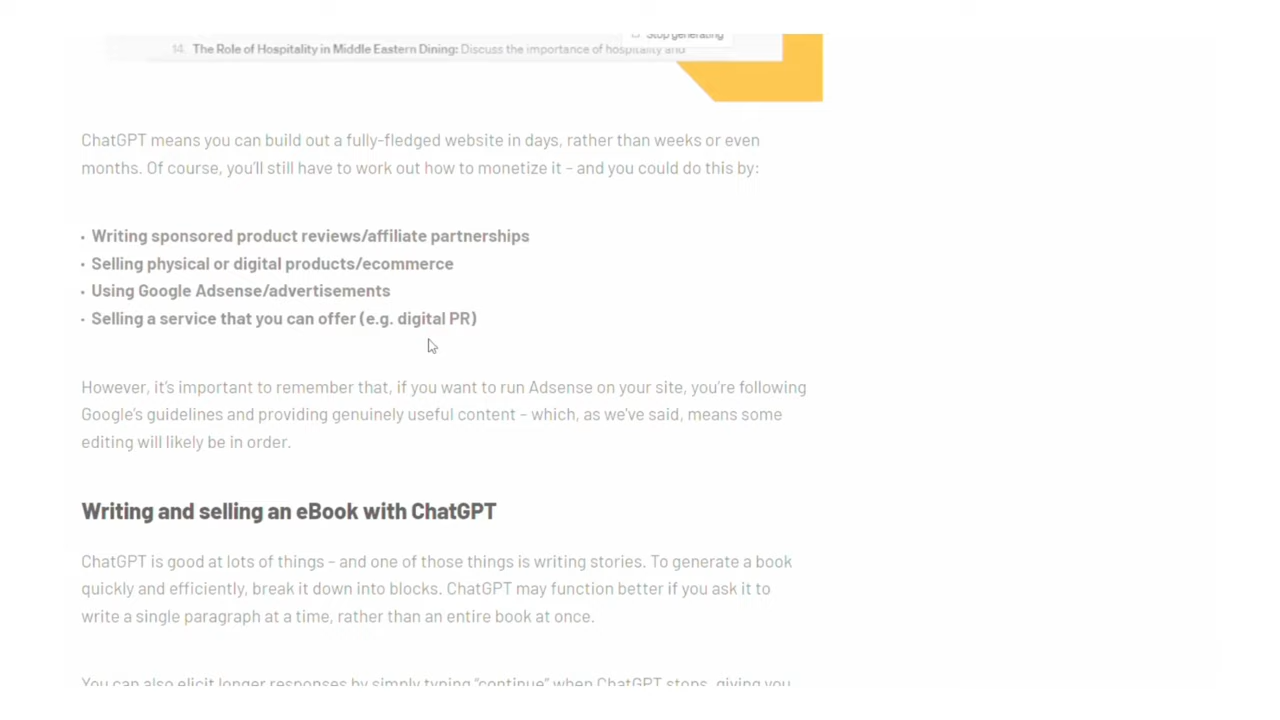 Stop generating
14. The Role of Hospitality in Middle Eastern Dining: Discuss the importance of hospitality and
ChatGPT means you can build out a fully-fledged website in days, rather than weeks or even
months. Of course, you'll still have to work out how to monetize it – and you could do this by:
• Writing sponsored product reviews/affiliate partnerships
• Selling physical or digital products/ecommerce
• Using Google Adsense/advertisements
• Selling a service that you can offer (e.g. digital PR)
However, it's important to remember that, if you want to run Adsense on your site, you're following
Google's guidelines and providing genuinely useful content – which, as we've said, means some
editing will likely be in order.
Writing and selling an eBook with ChatGPT
ChatGPT is good at lots of things – and one of those things is writing stories. To generate a book
quickly and efficiently, break it down into blocks. ChatGPT may function better if you ask it to
write a single paragraph at a time, rather than an entire book at once.
You can also elicit longer responses by simply typing "continue" when ChatGPT stops, giving you